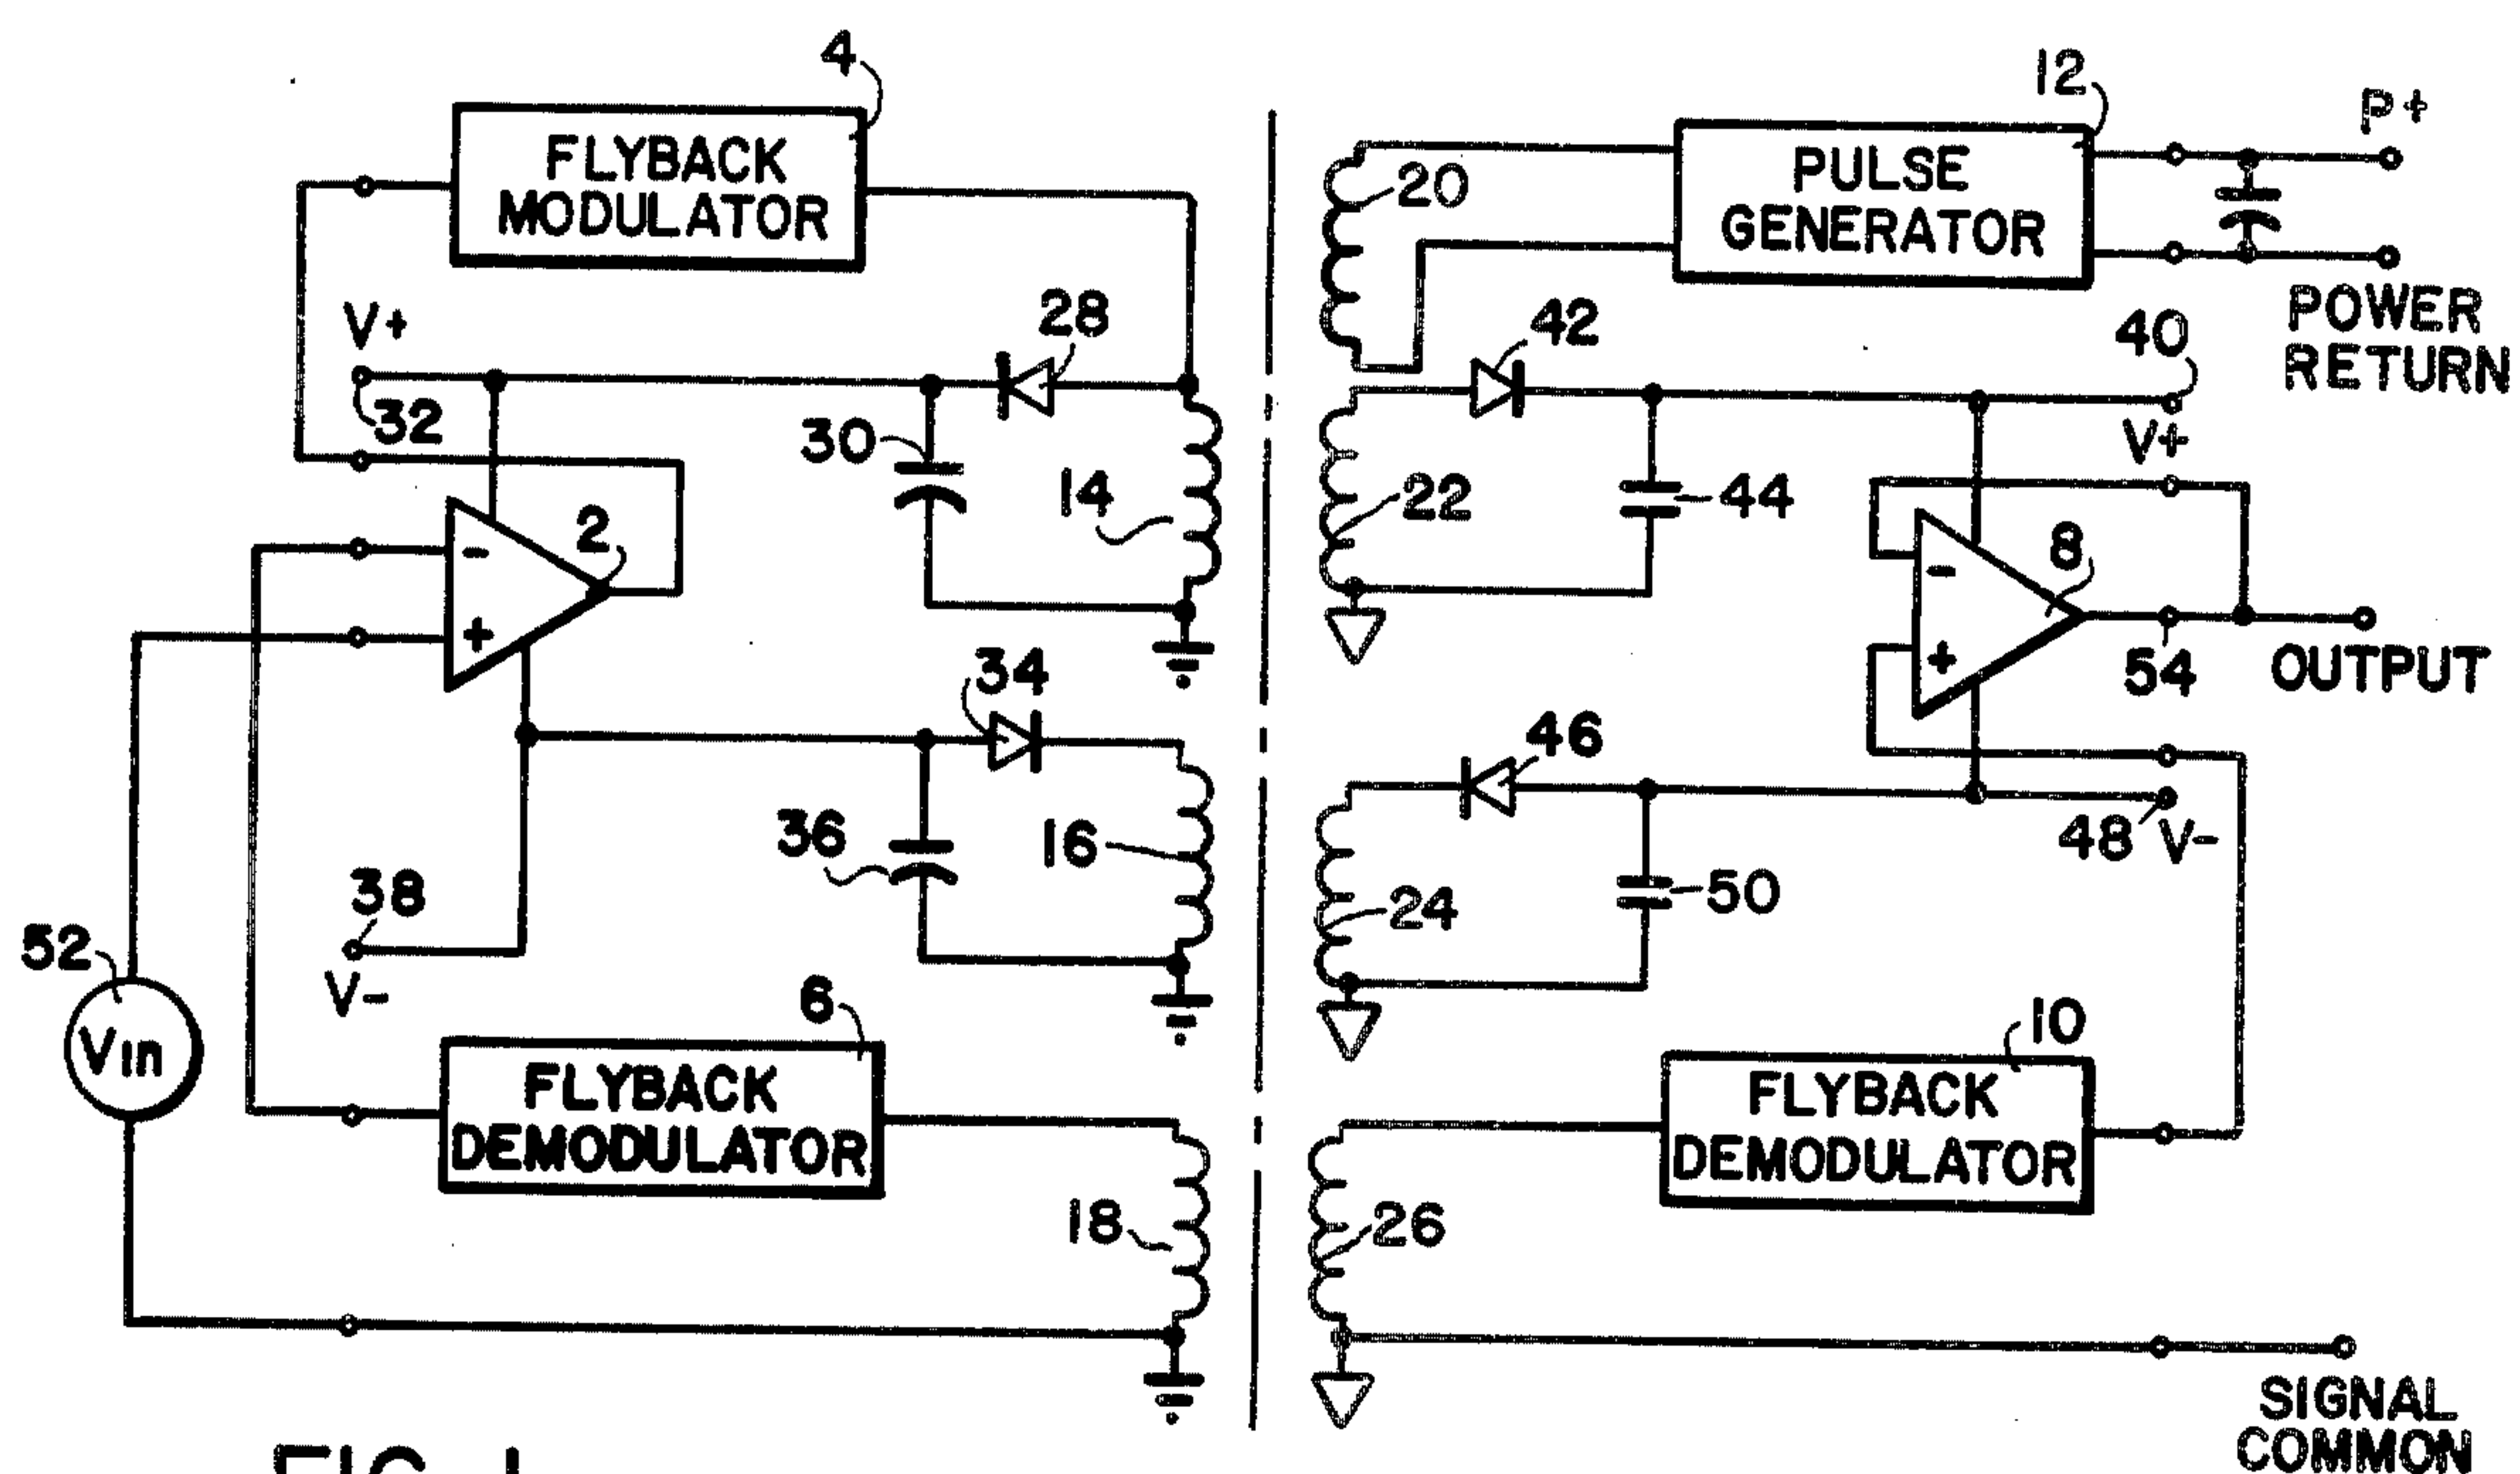 4
FLYBACK
MODULATOR
12
PULSE
GENERATOR
P+
POWER
RETURN
20
V+
32
28
30
14
42
40
V+
22
44
2
-
+
8
-
+
54
OUTPUT
34
36
16
38
V-
46
48 V-
24
50
52
Vin
6
FLYBACK
DEMODULATOR
18
10
FLYBACK
DEMODULATOR
26
SIGNAL
COMMON